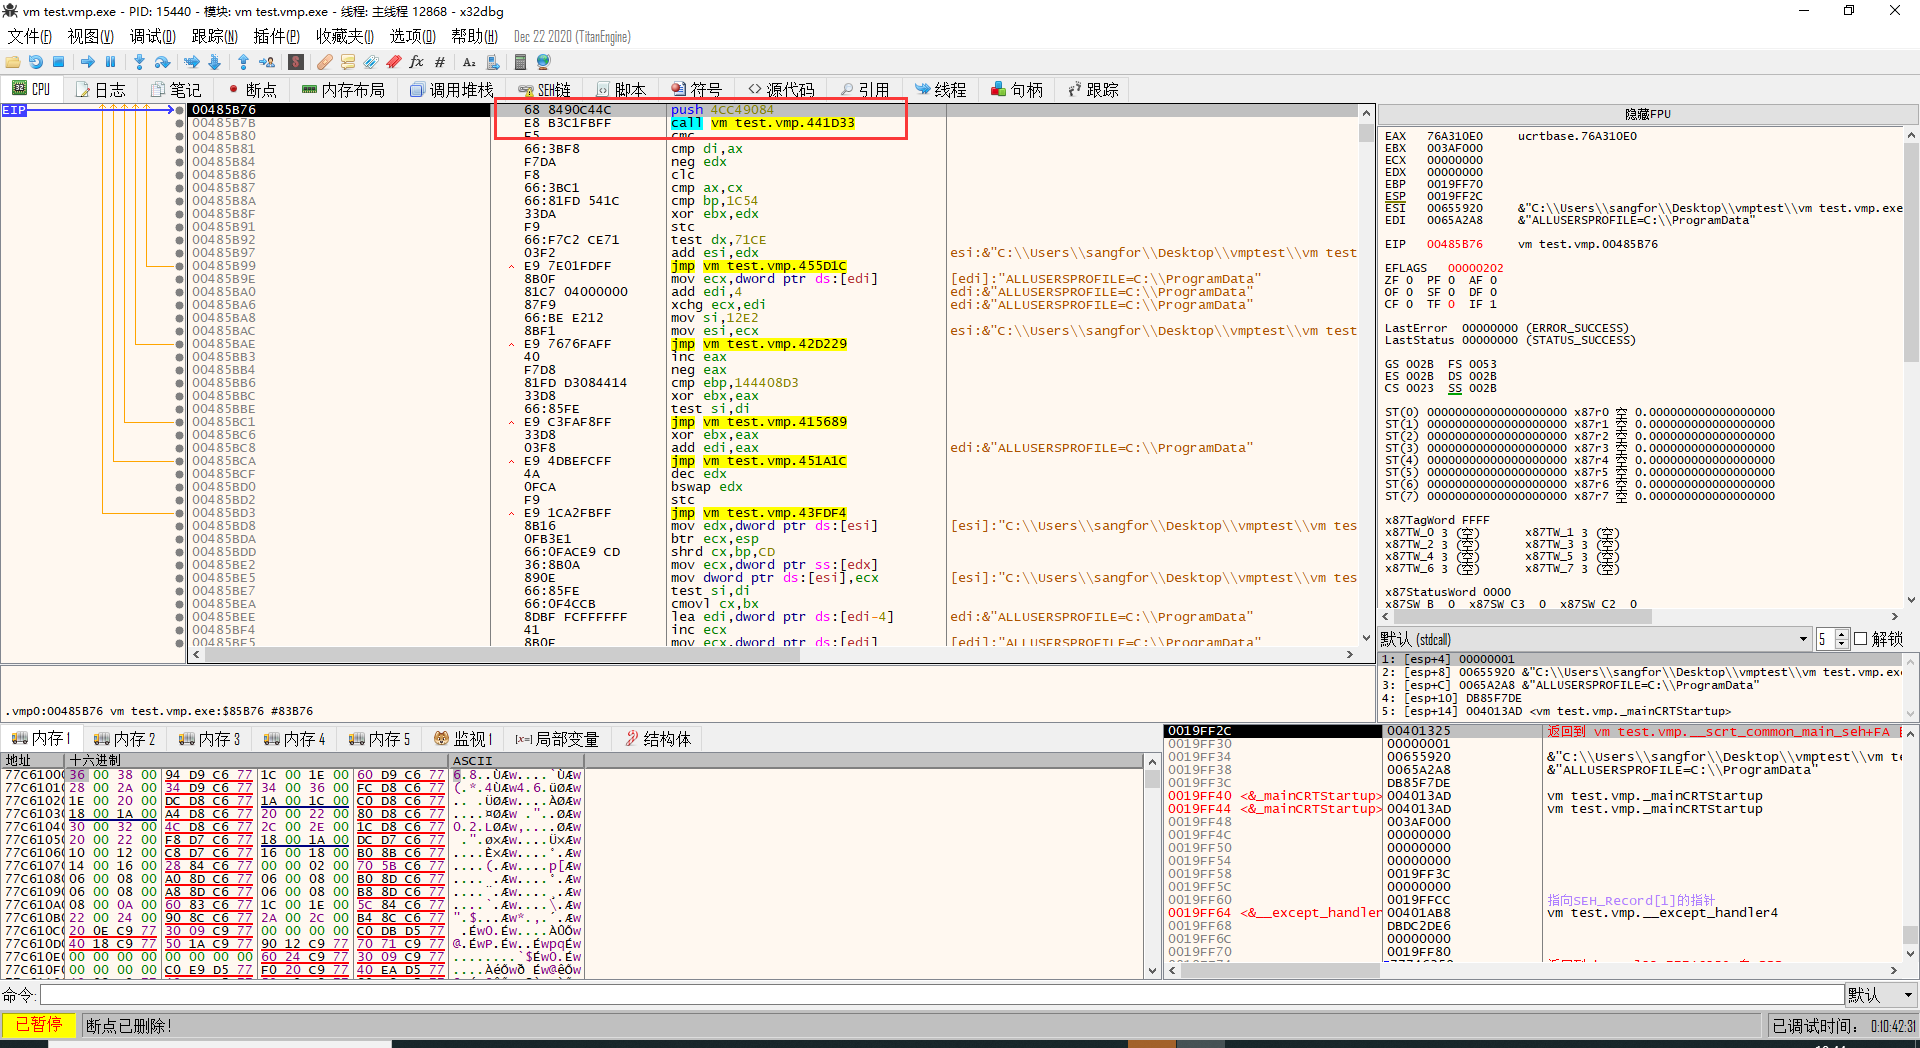 vm test.vmp.exe - PID: 15440 - 模块: vm test.vmp.exe - 线程: 主线程 12868 - x32dbg
文件(F) 视图(V) 调试(D) 跟踪(N) 插件(P) 收藏夹(I) 选项(O) 帮助(H) Dec 22 2020 (TitanEngine)
CPU 日志 笔记 断点 内存布局 调用堆栈 SEH链 脚本 符号 源代码 引用 线程 句柄 跟踪
EIP
00485B76 68 8490C44C push 4CC49084
00485B7B E8 B3C1FBFF call vm test.vmp.441D33
00485B80 F5 cmc
00485B81 66:3BF8 cmp di,ax
00485B84 F7DA neg edx
00485B86 F8 clc
00485B87 66:3BC1 cmp ax,cx
00485B8A 66:81FD 541C cmp bp,1C54
00485B8F 33DA xor ebx,edx
00485B91 F9 stc
00485B92 66:F7C2 CE71 test dx,71CE
00485B97 03F2 add esi,edx esi:&"C:\\Users\\sangfor\\Desktop\\vmptest\\vm test
00485B99 E9 7E01FDFF jmp vm test.vmp.455D1C
00485B9E 8B0F mov ecx,dword ptr ds:[edi] [edi]:"ALLUSERSPROFILE=C:\\ProgramData"
00485BA0 81C7 04000000 add edi,4 edi:&"ALLUSERSPROFILE=C:\\ProgramData"
00485BA6 87F9 xchg ecx,edi edi:&"ALLUSERSPROFILE=C:\\ProgramData"
00485BA8 66:BE E212 mov si,12E2
00485BAC 8BF1 mov esi,ecx esi:&"C:\\Users\\sangfor\\Desktop\\vmptest\\vm test
00485BAE E9 7676FAFF jmp vm test.vmp.42D229
00485BB3 40 inc eax
00485BB4 F7D8 neg eax
00485BB6 81FD D3084414 cmp ebp,144408D3
00485BBC 33D8 xor ebx,eax
00485BBE 66:85FE test si,di
00485BC1 E9 C3FAF8FF jmp vm test.vmp.415689
00485BC6 33D8 xor ebx,eax
00485BC8 03F8 add edi,eax edi:&"ALLUSERSPROFILE=C:\\ProgramData"
00485BCA E9 4DBEFCFF jmp vm test.vmp.451A1C
00485BCF 4A dec edx
00485BD0 0FCA bswap edx
00485BD2 F9 stc
00485BD3 E9 1CA2FBFF jmp vm test.vmp.43FDF4
00485BD8 8B16 mov edx,dword ptr ds:[esi] [esi]:"C:\\Users\\sangfor\\Desktop\\vmptest\\vm tes
00485BDA 0FB3E1 btr ecx,esp
00485BDD 66:0FACE9 CD shrd cx,bp,CD
00485BE2 36:8B0A mov ecx,dword ptr ss:[edx]
00485BE5 890E mov dword ptr ds:[esi],ecx [esi]:"C:\\Users\\sangfor\\Desktop\\vmptest\\vm tes
00485BE7 66:85FE test si,di
00485BEA 66:0F4CCB cmovl cx,bx
00485BEE 8DBF FCFFFFFF lea edi,dword ptr ds:[edi-4] edi:&"ALLUSERSPROFILE=C:\\ProgramData"
00485BF4 41 inc ecx
00485BF5 8B0F mov ecx,dword ptr ds:[edi] [edi]:"ALLUSERSPROFILE=C:\\ProgramData"
.vmp0:00485B76 vm test.vmp.exe:$85B76 #83B76
隐藏FPU
EAX 76A310E0 ucrtbase.76A310E0
EBX 003AF000
ECX 00000000
EDX 00000000
EBP 0019FF70
ESP 0019FF2C
ESI 00655920 &"C:\\Users\\sangfor\\Desktop\\vmptest\\vm test.vmp.exe
EDI 0065A2A8 &"ALLUSERSPROFILE=C:\\ProgramData"
EIP 00485B76 vm test.vmp.00485B76
EFLAGS 00000202
ZF 0 PF 0 AF 0
OF 0 SF 0 DF 0
CF 0 TF 0 IF 1
LastError 00000000 (ERROR_SUCCESS)
LastStatus 00000000 (STATUS_SUCCESS)
GS 002B FS 0053
ES 002B DS 002B
CS 0023 SS 002B
ST(0) 00000000000000000000 x87r0 空 0.000000000000000000
ST(1) 00000000000000000000 x87r1 空 0.000000000000000000
ST(2) 00000000000000000000 x87r2 空 0.000000000000000000
ST(3) 00000000000000000000 x87r3 空 0.000000000000000000
ST(4) 00000000000000000000 x87r4 空 0.000000000000000000
ST(5) 00000000000000000000 x87r5 空 0.000000000000000000
ST(6) 00000000000000000000 x87r6 空 0.000000000000000000
ST(7) 00000000000000000000 x87r7 空 0.000000000000000000
x87TagWord FFFF
x87TW_0 3 (空) x87TW_1 3 (空)
x87TW_2 3 (空) x87TW_3 3 (空)
x87TW_4 3 (空) x87TW_5 3 (空)
x87TW_6 3 (空) x87TW_7 3 (空)
x87StatusWord 0000
x87SW_B 0 x87SW_C3 0 x87SW_C2 0
默认 (stdcall) 5 解锁
1: [esp+4] 00000001
2: [esp+8] 00655920 &"C:\\Users\\sangfor\\Desktop\\vmptest\\vm test.vmp.exe
3: [esp+C] 0065A2A8 &"ALLUSERSPROFILE=C:\\ProgramData"
4: [esp+10] DB85F7DE
5: [esp+14] 004013AD <vm test.vmp._mainCRTStartup>
内存1 内存2 内存3 内存4 内存5 监视1 [x=]局部变量 结构体
地址 十六进制 ASCII
77C61000 36 00 38 00 94 D9 C6 77 1C 00 1E 00 60 D9 C6 77 6.8..ÙÆw....`ÙÆw
77C61010 28 00 2A 00 34 D9 C6 77 34 00 36 00 FC D8 C6 77 (.*.4ÙÆw4.6.üØÆw
77C61020 1E 00 20 00 DC D8 C6 77 1A 00 1C 00 C0 D8 C6 77 .. .ÜØÆw....ÀØÆw
77C61030 18 00 1A 00 A4 D8 C6 77 20 00 22 00 80 D8 C6 77 ....¤ØÆw ."..ØÆw
77C61040 30 00 32 00 4C D8 C6 77 2C 00 2E 00 1C D8 C6 77 0.2.LØÆw,....ØÆw
77C61050 20 00 22 00 F8 D7 C6 77 18 00 1A 00 DC D7 C6 77 .".ø×Æw....Ü×Æw
77C61060 10 00 12 00 C8 D7 C6 77 16 00 18 00 B0 8B C6 77 ....È×Æw....°.Æw
77C61070 14 00 16 00 28 84 C6 77 00 00 02 00 70 5B C6 77 ....(.Æw....p[Æw
77C61080 06 00 08 00 A0 8D C6 77 06 00 08 00 B0 8D C6 77 .... .Æw....°.Æw
77C61090 06 00 08 00 A8 8D C6 77 06 00 08 00 B8 8D C6 77 ....¨.Æw....¸.Æw
77C610A0 08 00 0A 00 60 83 C6 77 1C 00 1E 00 5C 84 C6 77 ....`.Æw....\.Æw
77C610B0 22 00 24 00 90 8C C6 77 2A 00 2C 00 B4 8C C6 77 ".$...Æw*.,.´.Æw
77C610C0 20 0E C9 77 30 09 C9 77 00 00 00 00 C0 DB D5 77 .Éw0.Éw....ÀÛÕw
77C610D0 40 18 C9 77 50 1A C9 77 90 12 C9 77 70 71 C9 77 @.ÉwP.Éw..ÉwpqÉw
77C610E0 00 00 00 00 00 00 00 00 60 24 C9 77 30 09 C9 77 ........`$Éw0.Éw
77C610F0 00 00 00 00 C0 E9 D5 77 F0 20 C9 77 40 EA D5 77 ....ÀéÕwð Éw@êÕw
0019FF2C 00401325 返回到 vm test.vmp.__scrt_common_main_seh+FA 自
0019FF30 00000001
0019FF34 00655920 &"C:\\Users\\sangfor\\Desktop\\vmptest\\vm te
0019FF38 0065A2A8 &"ALLUSERSPROFILE=C:\\ProgramData"
0019FF3C DB85F7DE
0019FF40 <&_mainCRTStartup> 004013AD vm test.vmp._mainCRTStartup
0019FF44 <&_mainCRTStartup> 004013AD vm test.vmp._mainCRTStartup
0019FF48 003AF000
0019FF4C 00000000
0019FF50 00000000
0019FF54 00000000
0019FF58 0019FF3C
0019FF5C 00000000
0019FF60 0019FFCC 指向SEH_Record[1]的指针
0019FF64 <&__except_handler 00401AB8 vm test.vmp.__except_handler4
0019FF68 DBDC2DE6
0019FF6C 00000000
0019FF70 0019FF80
命令: 默认
已暂停 断点已删除! 已调试时间: 0:10:42:31